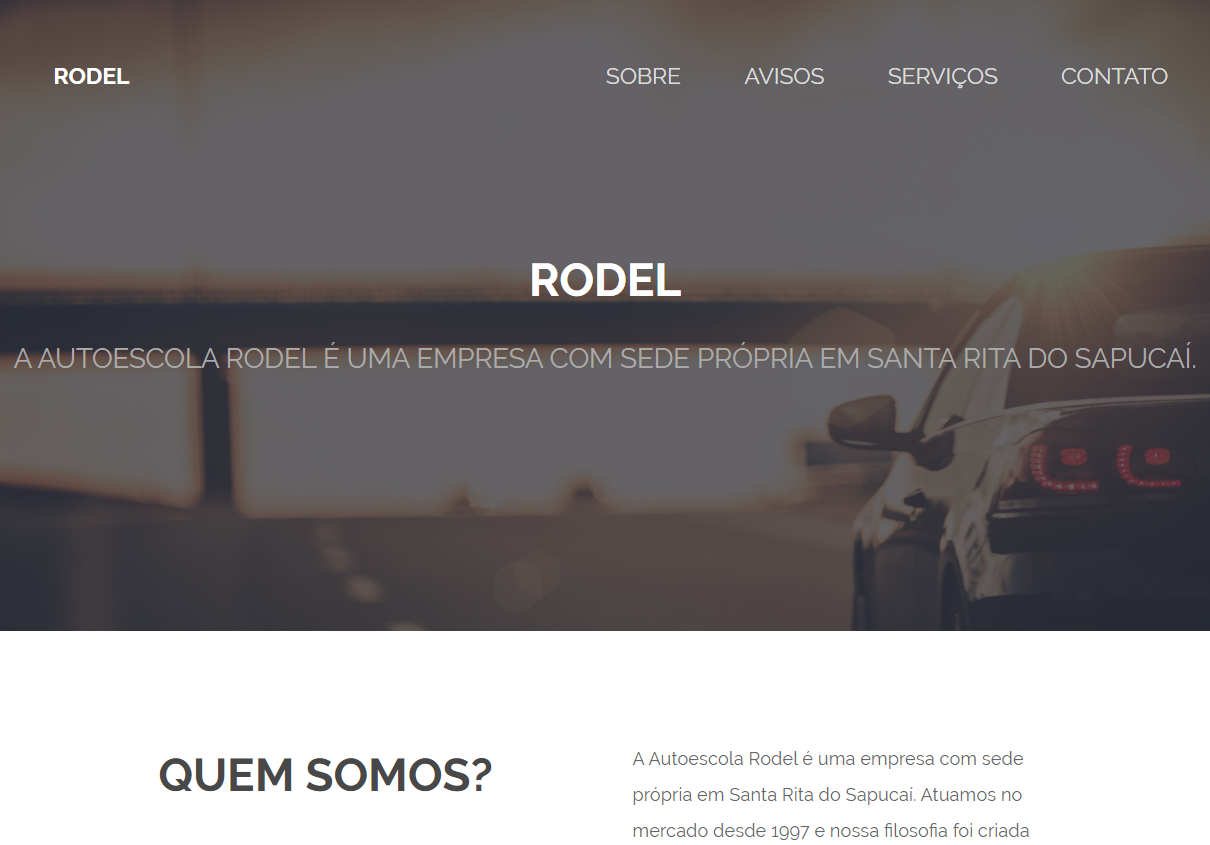 RODEL
SOBRE AVISOS SERVIÇOS CONTATO
RODEL
A AUTOESCOLA RODEL É UMA EMPRESA COM SEDE PRÓPRIA EM SANTA RITA DO SAPUCAÍ.
QUEM SOMOS?
A Autoescola Rodel é uma empresa com sede
própria em Santa Rita do Sapucaí. Atuamos no
mercado desde 1997 e nossa filosofia foi criada